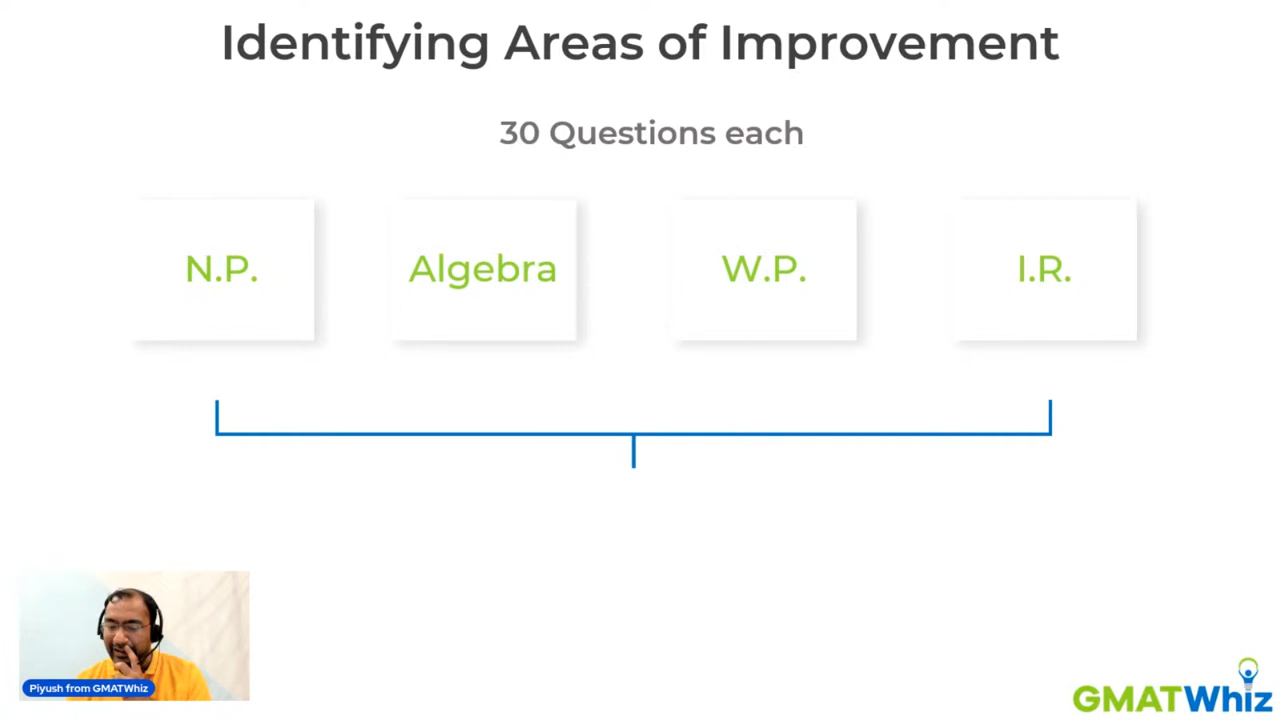 Identifying Areas of Improvement
30 Questions each
N.P.
Algebra
W.P.
I.R.
Piyush from GMATWhiz
GMATWhiz